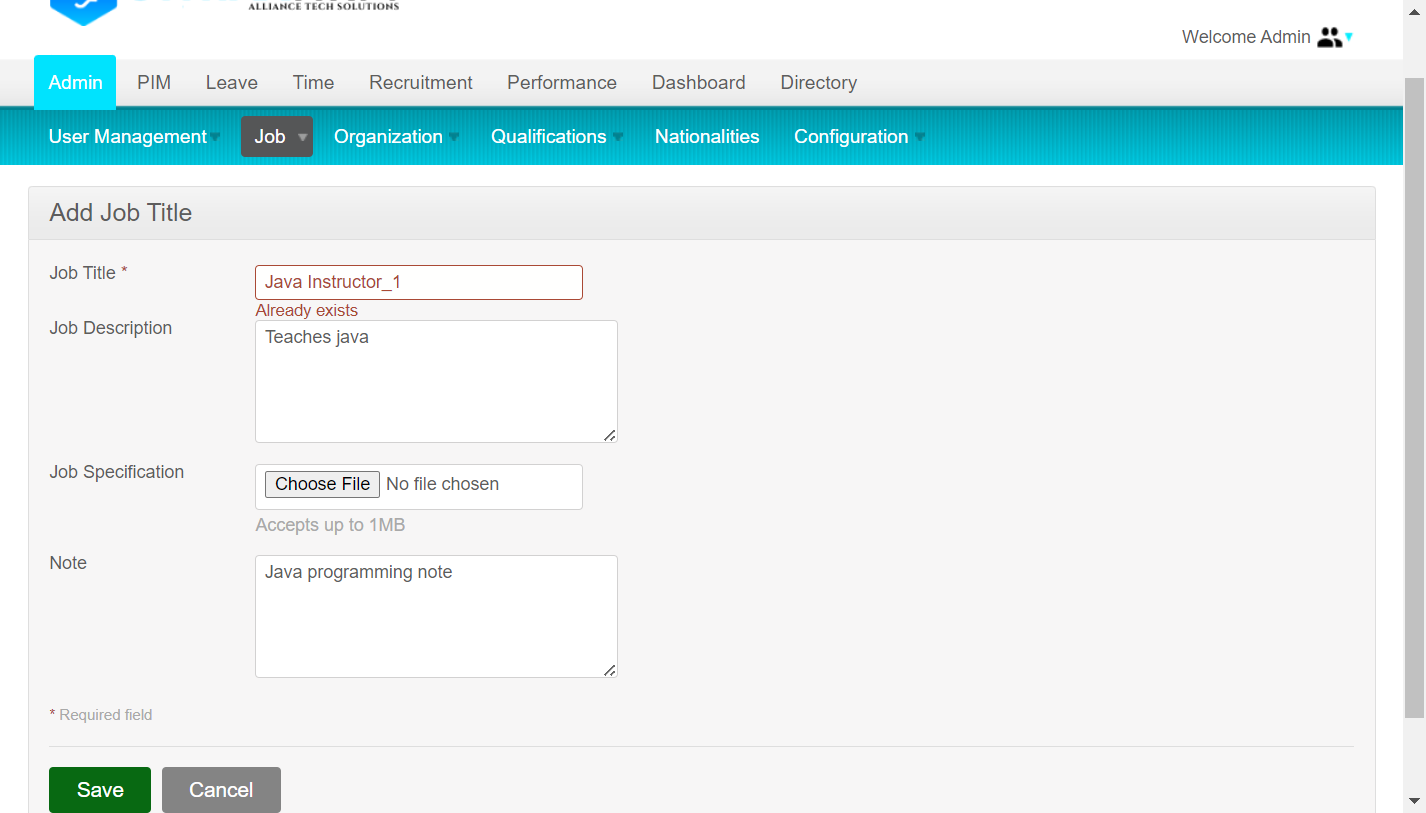 ALLIANCE TECH SOLUTIONS
Welcome Admin
Admin PIM Leave Time Recruitment Performance Dashboard Directory
User Management Job Organization Qualifications Nationalities Configuration
Add Job Title
Job Title * Java Instructor_1
Already exists
Job Description Teaches java
Job Specification Choose File No file chosen
Accepts up to 1MB
Note Java programming note
* Required field
Save Cancel